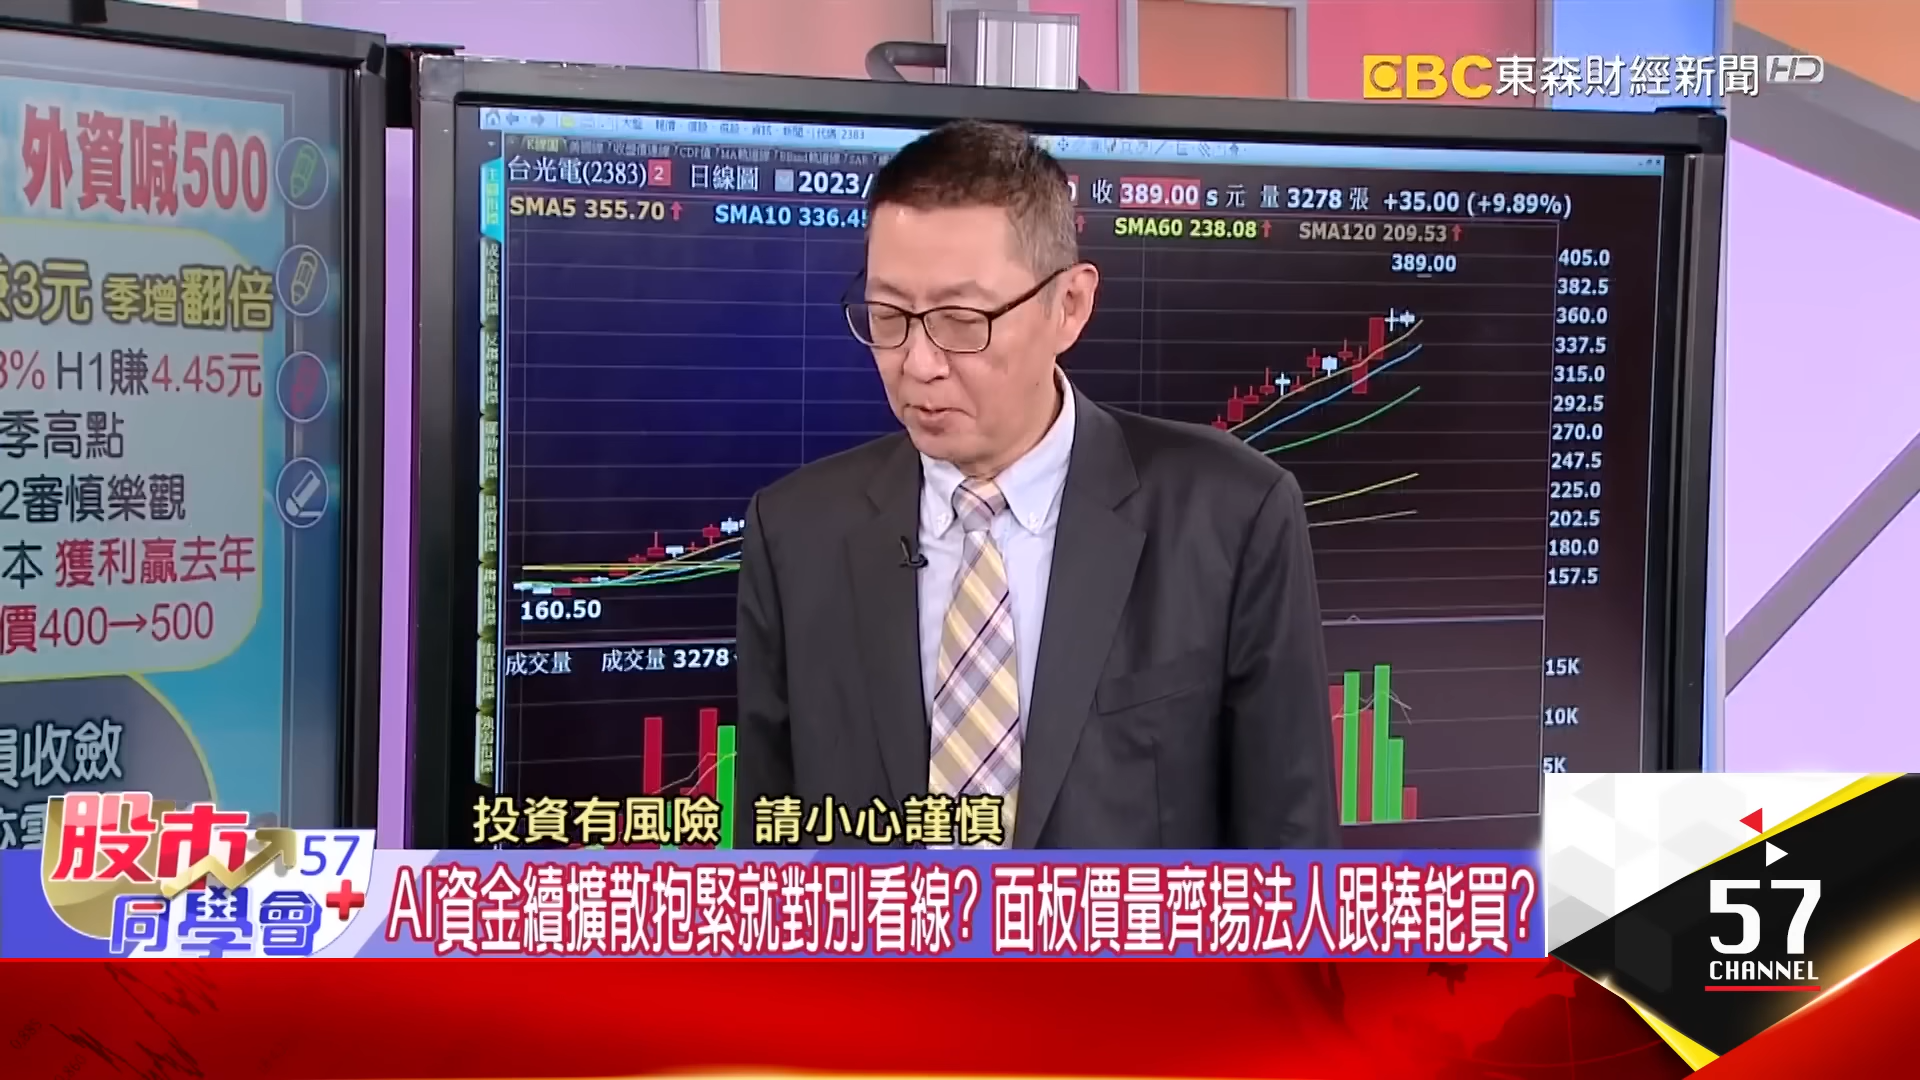 EBC 東森財經新聞 HD
外資喊500
3元 季增翻倍
3% H1賺4.45元
季高點
2審慎樂觀
本 獲利贏去年
價400→500
收斂
台光電(2383) 2 日線圖 2023/
收 389.00 s 元 量 3278 張 +35.00 (+9.89%)
SMA5 355.70↑ SMA10 336.45
SMA60 238.08↑ SMA120 209.53↑
389.00
405.0
382.5
360.0
337.5
315.0
292.5
270.0
247.5
225.0
202.5
180.0
157.5
160.50
成交量 成交量 3278
15K
10K
5K
投資有風險 請小心謹慎
股市 57
同學會+
AI資金續擴散抱緊就對別看線? 面板價量齊揚法人跟捧能買?
57
CHANNEL